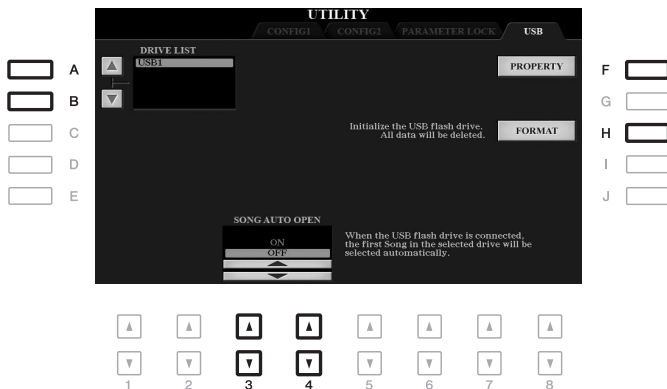 UTILITY
CONFIG1 CONFIG2 PARAMETER LOCK USB
DRIVE LIST
USB1
PROPERTY
Initialize the USB flash drive.
All data will be deleted.
FORMAT
SONG AUTO OPEN
ON
OFF
When the USB flash drive is connected,
the first Song in the selected drive will be
selected automatically.
A
B
C
D
E
F
G
H
I
J
1 2 3 4 5 6 7 8